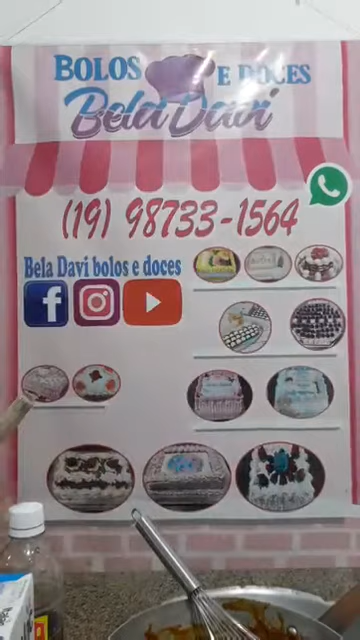 BOLOS E DOCES
Bela Davi
(19) 98733-1564
Bela Davi bolos e doces